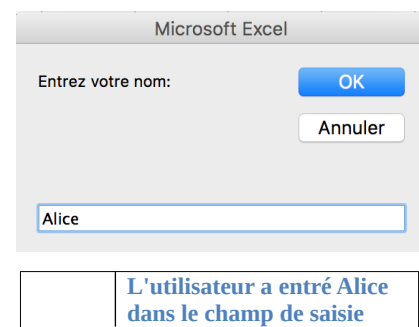 Microsoft Excel
Entrez votre nom:
OK
Annuler
Alice
L'utilisateur a entré Alice
dans le champ de saisie